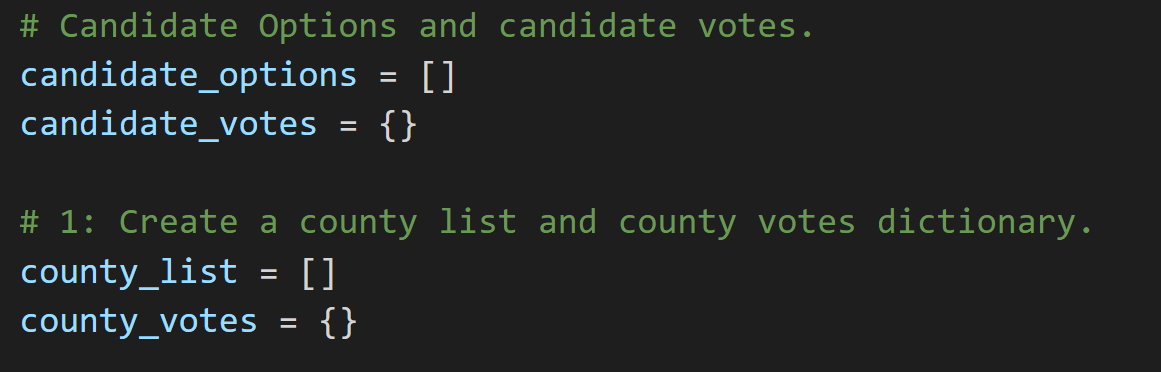 # Candidate Options and candidate votes.
candidate_options = []
candidate_votes = {}
# 1: Create a county list and county votes dictionary.
county_list = []
county_votes = {}